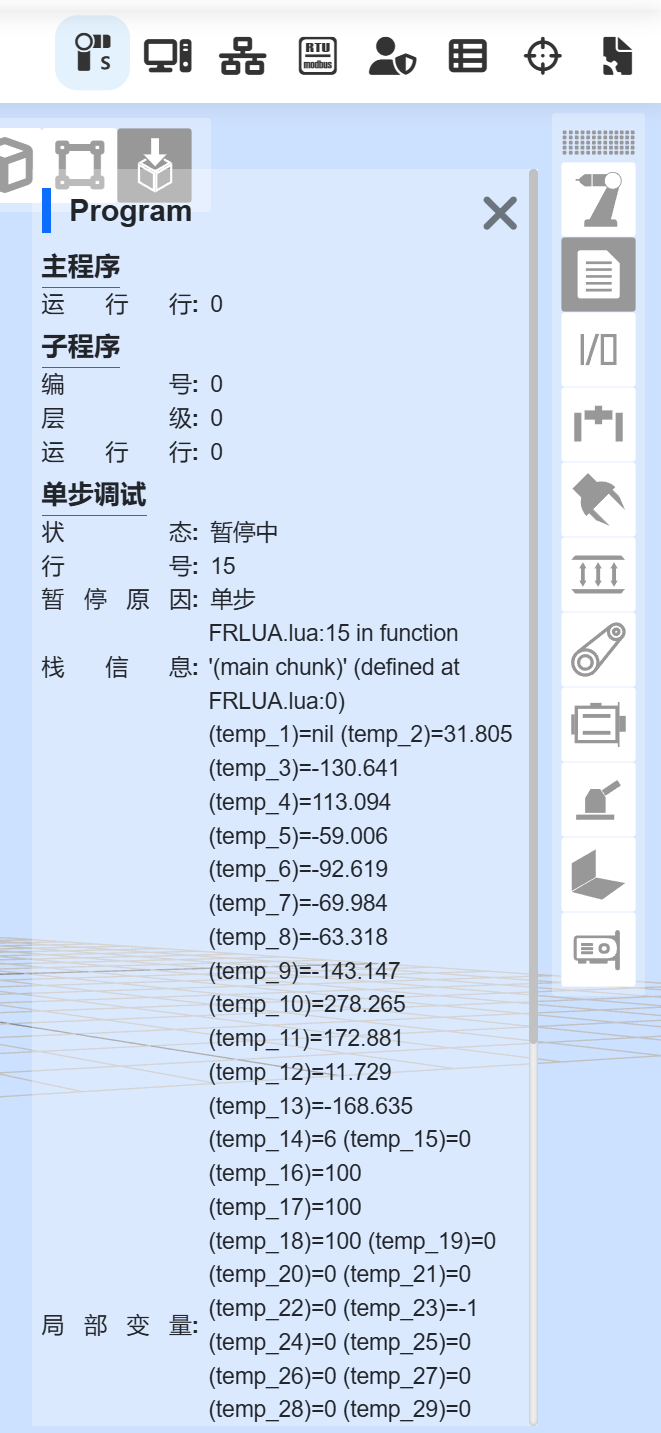 S
RTU
modbus
Program
主程序
运行行: 0
子程序
编号: 0
层级: 0
运行行: 0
单步调试
状态: 暂停中
行号: 15
暂停原因: 单步
FRLUA.lua:15 in function
栈信息: '(main chunk)' (defined at
FRLUA.lua:0)
(temp_1)=nil (temp_2)=31.805
(temp_3)=-130.641
(temp_4)=113.094
(temp_5)=-59.006
(temp_6)=-92.619
(temp_7)=-69.984
(temp_8)=-63.318
(temp_9)=-143.147
(temp_10)=278.265
(temp_11)=172.881
(temp_12)=11.729
(temp_13)=-168.635
(temp_14)=6 (temp_15)=0
(temp_16)=100
(temp_17)=100
(temp_18)=100 (temp_19)=0
(temp_20)=0 (temp_21)=0
(temp_22)=0 (temp_23)=-1
局部变量:
(temp_24)=0 (temp_25)=0
(temp_26)=0 (temp_27)=0
(temp_28)=0 (temp_29)=0
I/O